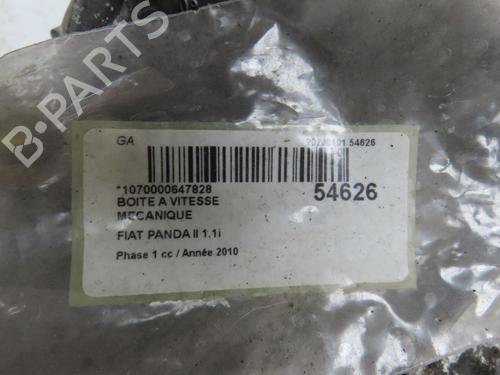 B-PARTS
GA
*1070000647828
54626
BOITE A VITESSE
MECANIQUE
FIAT PANDA II 1.1i
Phase 1 cc / Année 2010